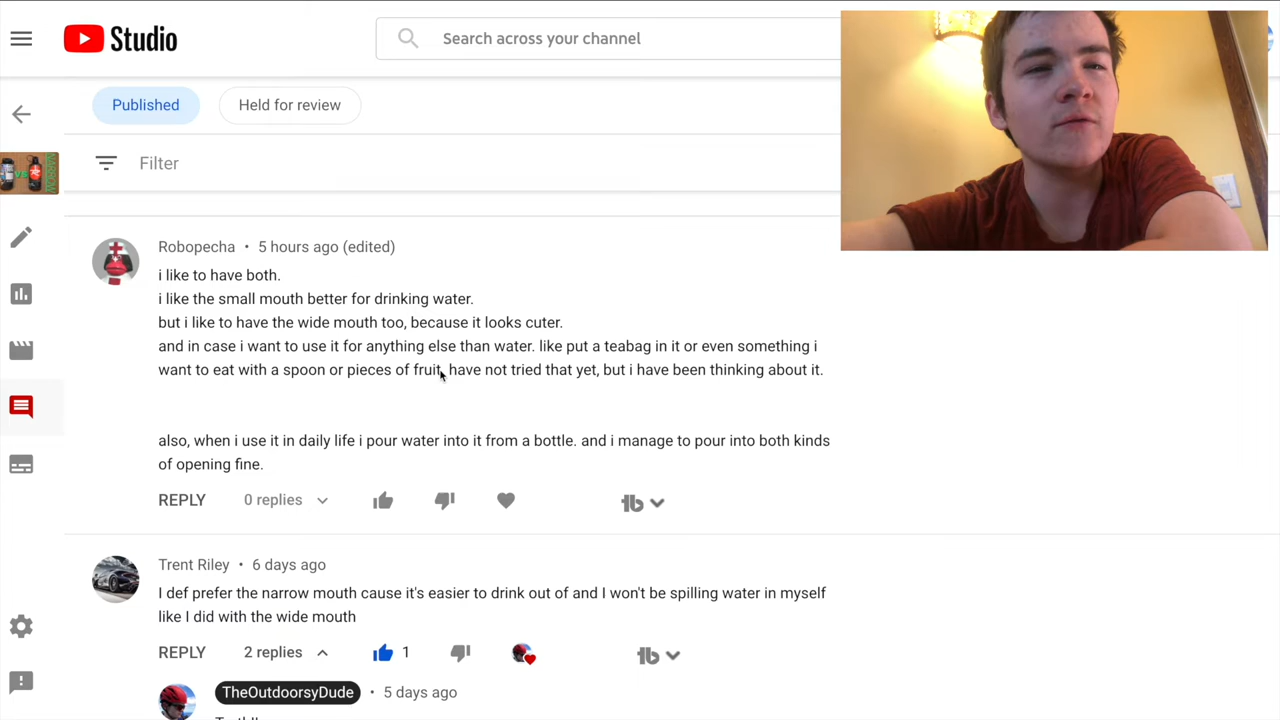 Studio
Search across your channel
Published
Held for review
Filter
VS
Robopecha • 5 hours ago (edited)
i like to have both.
i like the small mouth better for drinking water.
but i like to have the wide mouth too, because it looks cuter.
and in case i want to use it for anything else than water. like put a teabag in it or even something i
want to eat with a spoon or pieces of fruit, have not tried that yet, but i have been thinking about it.
also, when i use it in daily life i pour water into it from a bottle. and i manage to pour into both kinds
of opening fine.
REPLY 0 replies
tb
Trent Riley • 6 days ago
I def prefer the narrow mouth cause it's easier to drink out of and I won't be spilling water in myself
like I did with the wide mouth
REPLY 2 replies 1
tb
TheOutdoorsyDude • 5 days ago